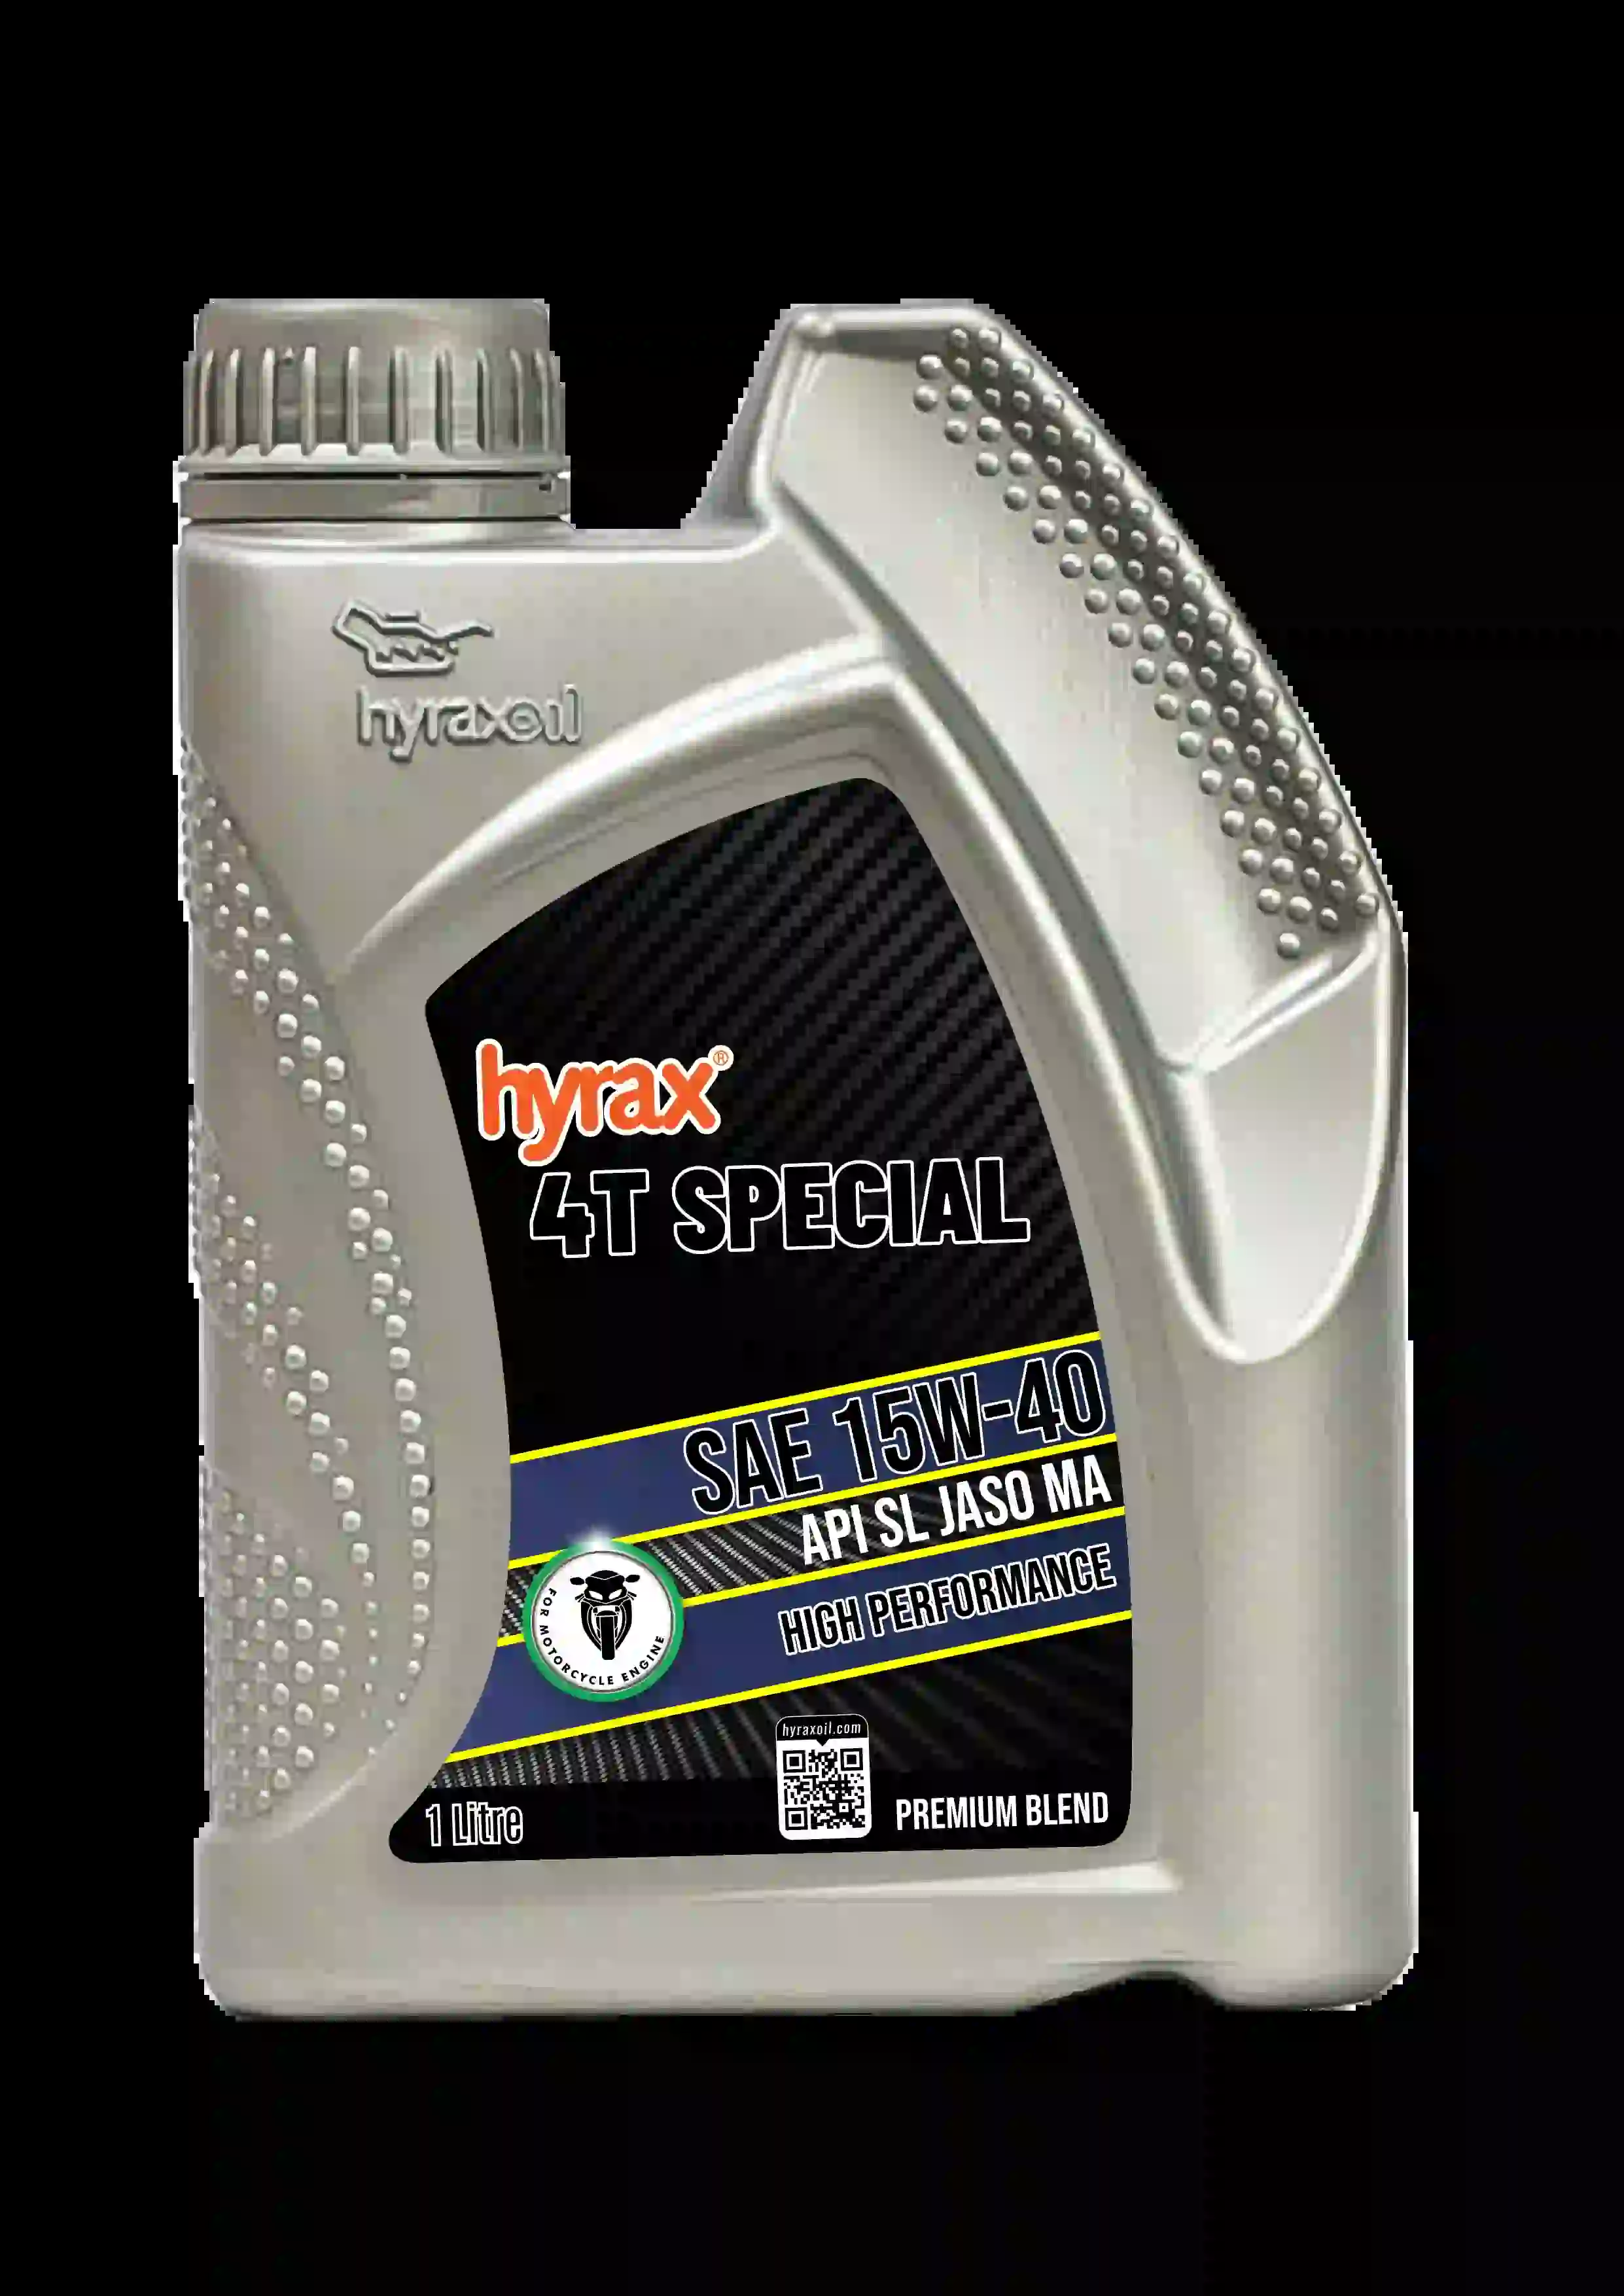 hyraxoil
hyrax®
4T SPECIAL
SAE 15W-40
API SL JASO MA
HIGH PERFORMANCE
FOR MOTORCYCLE ENGINE
hyraxoil.com
1 Litre
PREMIUM BLEND